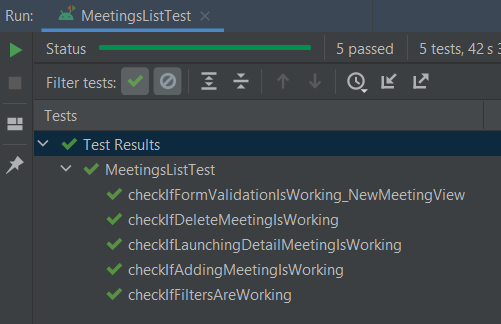 Run: MeetingsListTest
Status 5 passed 5 tests, 42 s
Filter tests:
Tests
Test Results
MeetingsListTest
checkIfFormValidationIsWorking_NewMeetingView
checkIfDeleteMeetingIsWorking
checkIfLaunchingDetailMeetingIsWorking
checkIfAddingMeetingIsWorking
checkIfFiltersAreWorking